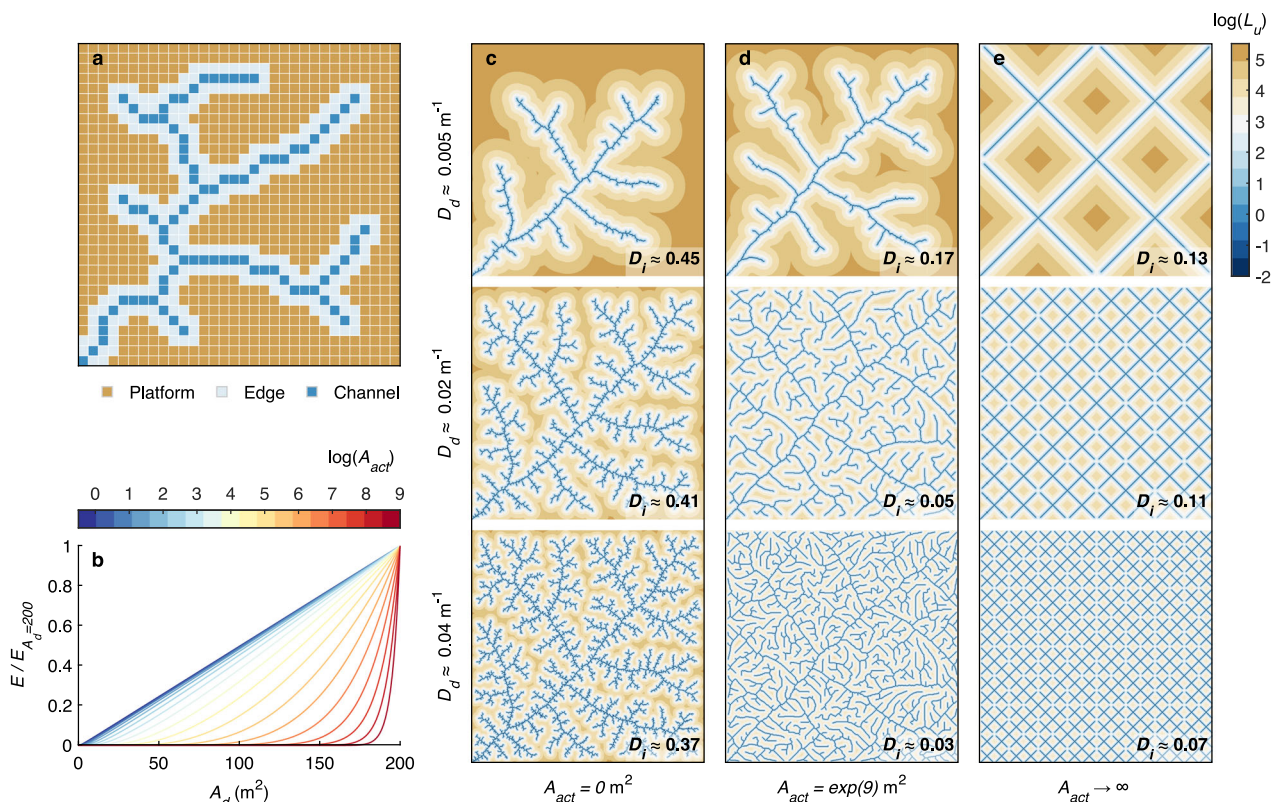 a
Platform Edge Channel
log(A_act)
0 1 2 3 4 5 6 7 8 9
b
E / E_{A_d=200}
1
0.8
0.6
0.4
0.2
0
0 50 100 150 200
A_d (m²)
c d e
D_d ≈ 0.005 m⁻¹
D_i ≈ 0.45 D_i ≈ 0.17 D_i ≈ 0.13
D_d ≈ 0.02 m⁻¹
D_i ≈ 0.41 D_i ≈ 0.05 D_i ≈ 0.11
D_d ≈ 0.04 m⁻¹
D_i ≈ 0.37 D_i ≈ 0.03 D_i ≈ 0.07
A_act = 0 m² A_act = exp(9) m² A_act → ∞
log(L_u)
5
4
3
2
1
0
-1
-2